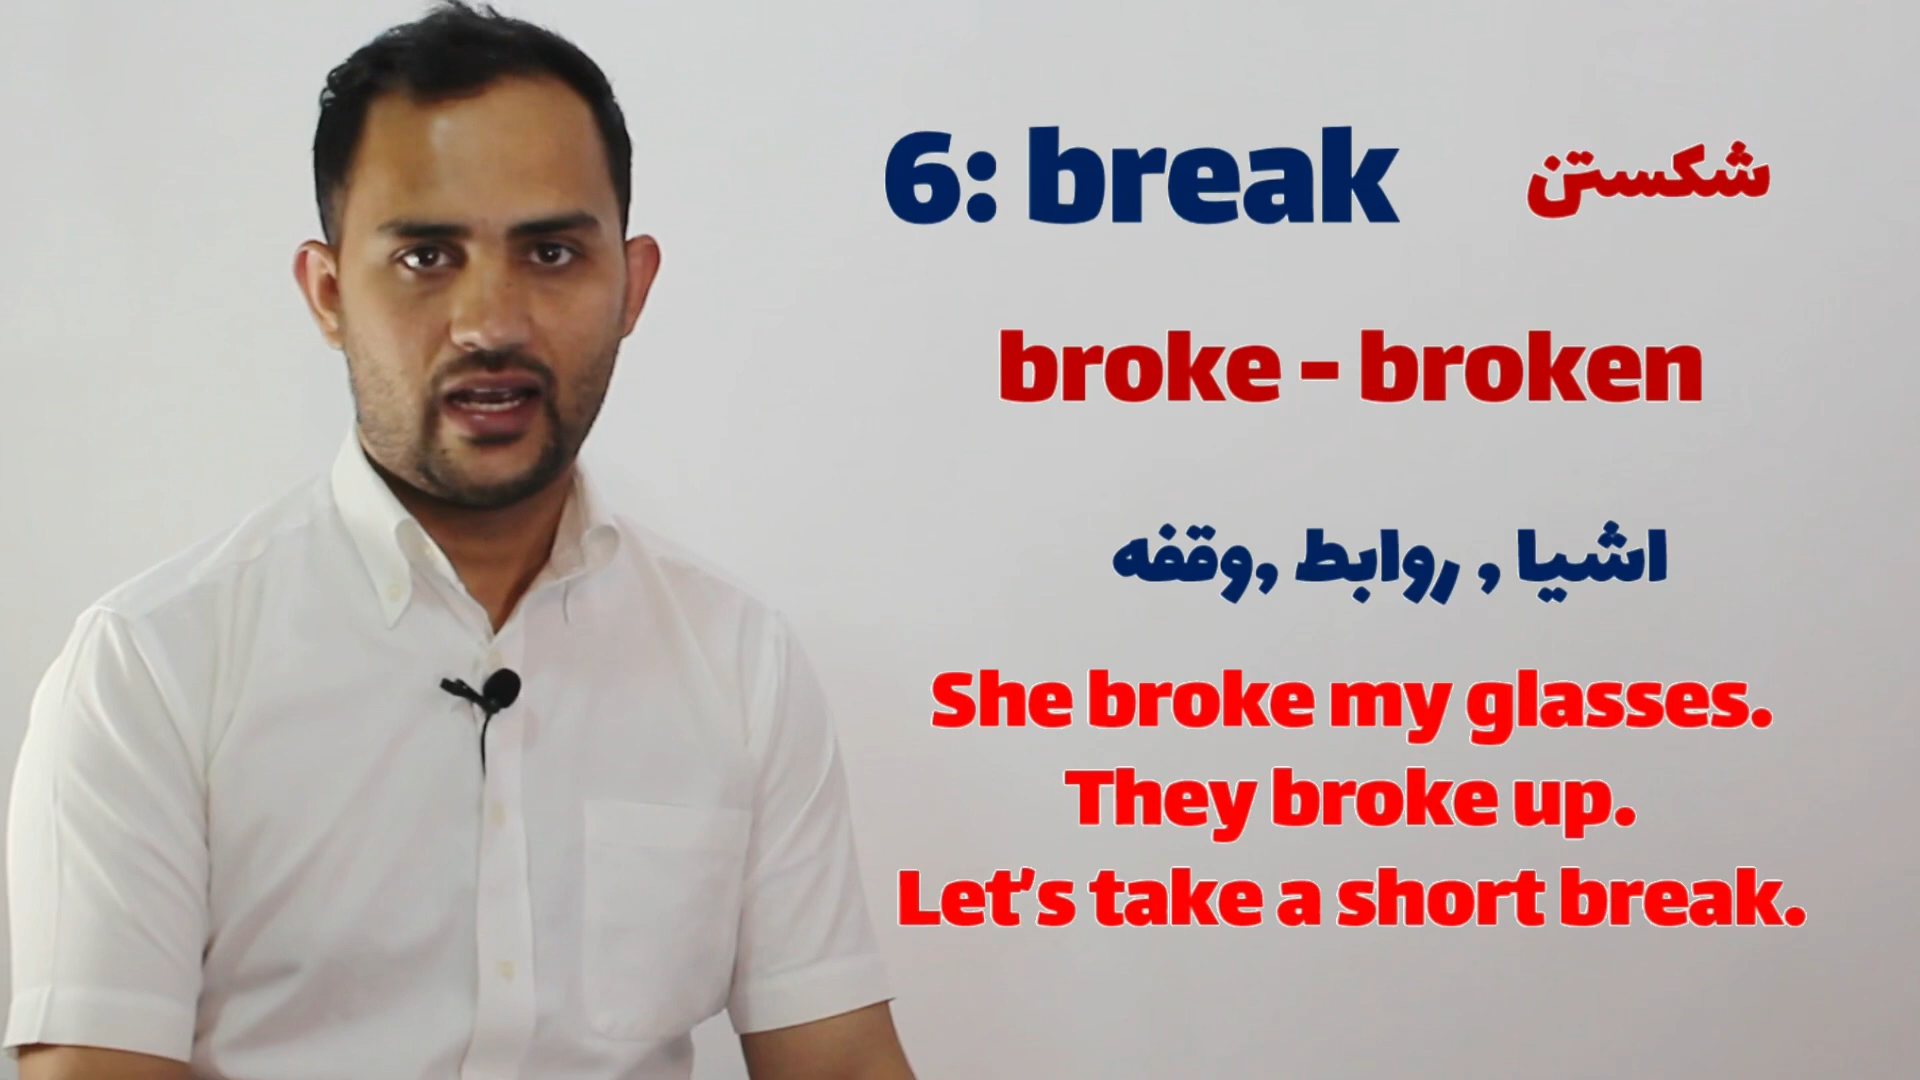 6: break شکستن
broke - broken
اشیا , روابط ,وقفه
She broke my glasses.
They broke up.
Let's take a short break.